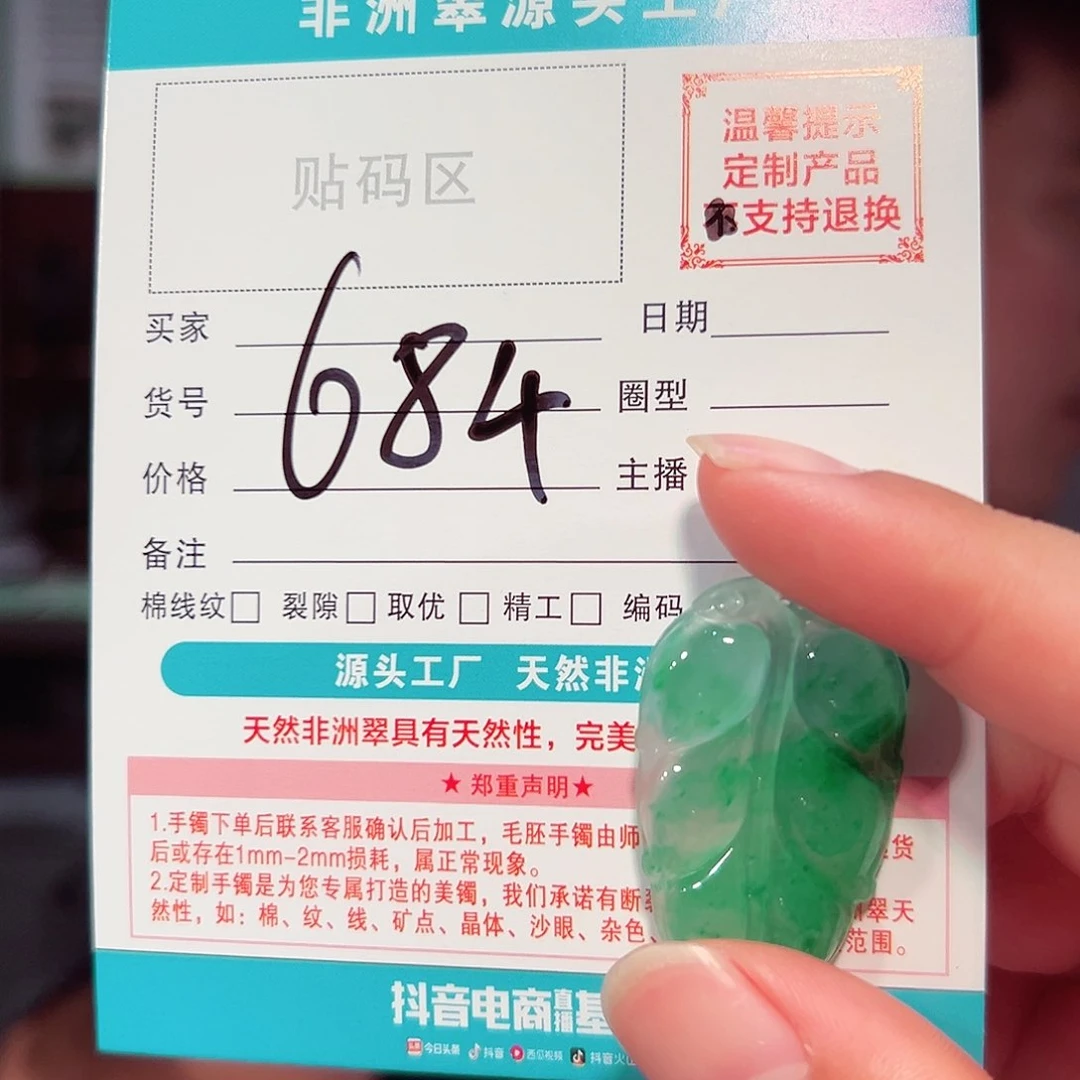 非洲翠源头工厂
贴码区
温馨提示
定制产品
不支持退换
买家
日期
684
货号
圈型
价格
主播
备注
棉线纹□ 裂隙□ 取优□ 精工□ 编码
源头工厂 天然非洲
天然非洲翠具有天然性，完美
★郑重声明★
1.手镯下单后联系客服确认后加工，毛胚手镯由师 货
后或存在1mm-2mm损耗，属正常现象。
2.定制手镯是为您专属打造的美镯，我们承诺有断裂 翠天
然性，如：棉、纹、线、矿点、晶体、沙眼、杂色、 范围。
抖音电商直播基
今日头条 抖音 西瓜视频 抖音火山